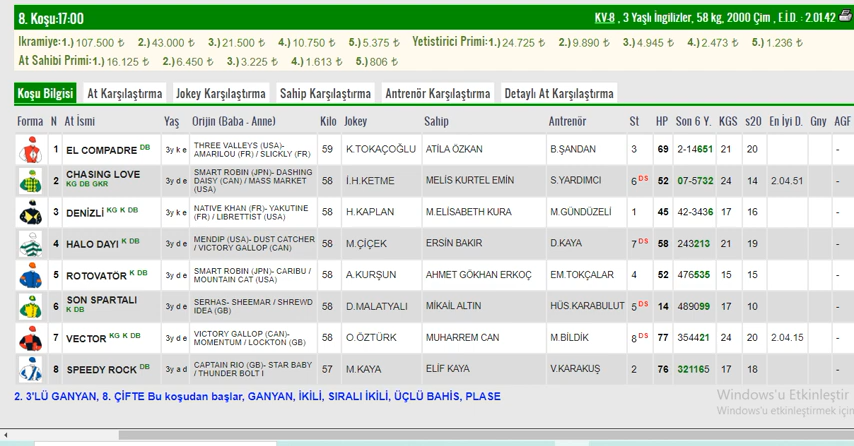 8. Koşu:17:00 KV-8 , 3 Yaşlı İngilizler, 58 kg, 2000 Çim , E.İ.D. : 2.01.42
Ikramiye:1.) 107.500 ₺ 2.) 43.000 ₺ 3.) 21.500 ₺ 4.) 10.750 ₺ 5.) 5.375 ₺ Yetistirici Primi:1.) 24.725 ₺ 2.) 9.890 ₺ 3.) 4.945 ₺ 4.) 2.473 ₺ 5.) 1.236 ₺
At Sahibi Primi:1.) 16.125 ₺ 2.) 6.450 ₺ 3.) 3.225 ₺ 4.) 1.613 ₺ 5.) 806 ₺
Koşu Bilgisi At Karşılaştırma Jokey Karşılaştırma Sahip Karşılaştırma Antrenör Karşılaştırma Detaylı At Karşılaştırma
Forma N At İsmi Yaş Orijin (Baba - Anne) Kilo Jokey Sahip Antrenör St HP Son 6 Y. KGS s20 En İyi D. Gny AGF
1 EL COMPADRE DB 3y k e THREE VALLEYS (USA)- AMARILOU (FR) / SLICKLY (FR) 59 K.TOKAÇOĞLU ATİLA ÖZKAN B.ŞANDAN 3 69 2-14651 21 20 -
2 CHASING LOVE KG DB GKR 3y d e SMART ROBIN (JPN)- DASHING DAISY (CAN) / MASS MARKET (USA) 58 İ.H.KETME MELİS KURTEL EMİN S.YARDIMCI 6 DS 52 07-5732 24 14 2.04.51 -
3 DENİZLİ KG K DB 3y k e NATIVE KHAN (FR)- YAKUTINE (FR) / LIBRETTIST (USA) 58 H.KAPLAN M.ELİSABETH KURA M.GÜNDÜZELİ 1 45 42-3436 17 16 -
4 HALO DAYI K DB 3y d e MENDIP (USA)- DUST CATCHER / VICTORY GALLOP (CAN) 58 M.ÇİÇEK ERSİN BAKIR D.KAYA 7 DS 58 243213 21 19 -
5 ROTOVATÖR K DB 3y d e SMART ROBIN (JPN)- CARIBU / MOUNTAIN CAT (USA) 58 A.KURŞUN AHMET GÖKHAN ERKOÇ EM.TOKÇALAR 4 52 476535 15 15 -
6 SON SPARTALI K DB 3y d e SERHAS- SHEEMAR / SHREWD IDEA (GB) 58 D.MALATYALI MİKAİL ALTIN HÜS.KARABULUT 5 DS 14 489099 17 10 -
7 VECTOR KG K DB 3y d e VICTORY GALLOP (CAN)- MOMENTUM / LOCKTON (GB) 58 O.ÖZTÜRK MUHARREM CAN M.BİLDİK 8 DS 77 354421 24 20 2.04.15 -
8 SPEEDY ROCK DB 3y a d CAPTAIN RIO (GB)- STAR BABY / THUNDER BOLT I 57 M.KAYA ELİF KAYA V.KARAKUŞ 2 76 321165 17 18 -
2. 3'LÜ GANYAN, 8. ÇİFTE Bu koşudan başlar, GANYAN, İKİLİ, SIRALI İKİLİ, ÜÇLÜ BAHİS, PLASE
Windows'u Etkinleştir
Windows'u etkinleştirmek için